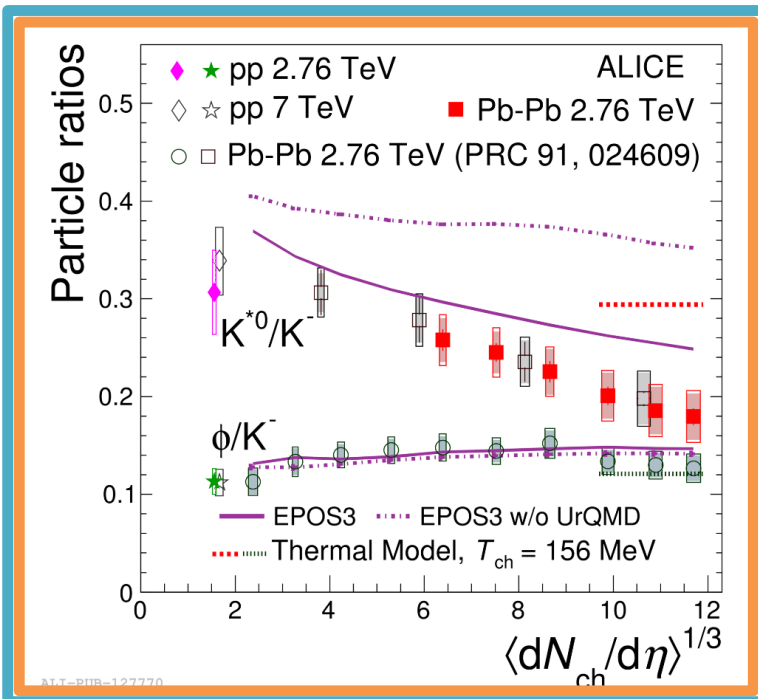 Particle ratios
pp 2.76 TeV
ALICE
pp 7 TeV
Pb-Pb 2.76 TeV
Pb-Pb 2.76 TeV (PRC 91, 024609)
0.5
0.4
0.3
0.2
0.1
0
K*0/K-
ϕ/K-
EPOS3
EPOS3 w/o UrQMD
Thermal Model, Tch = 156 MeV
0 2 4 6 8 10 12
⟨dNch/dη⟩1/3
ALI-PUB-127770